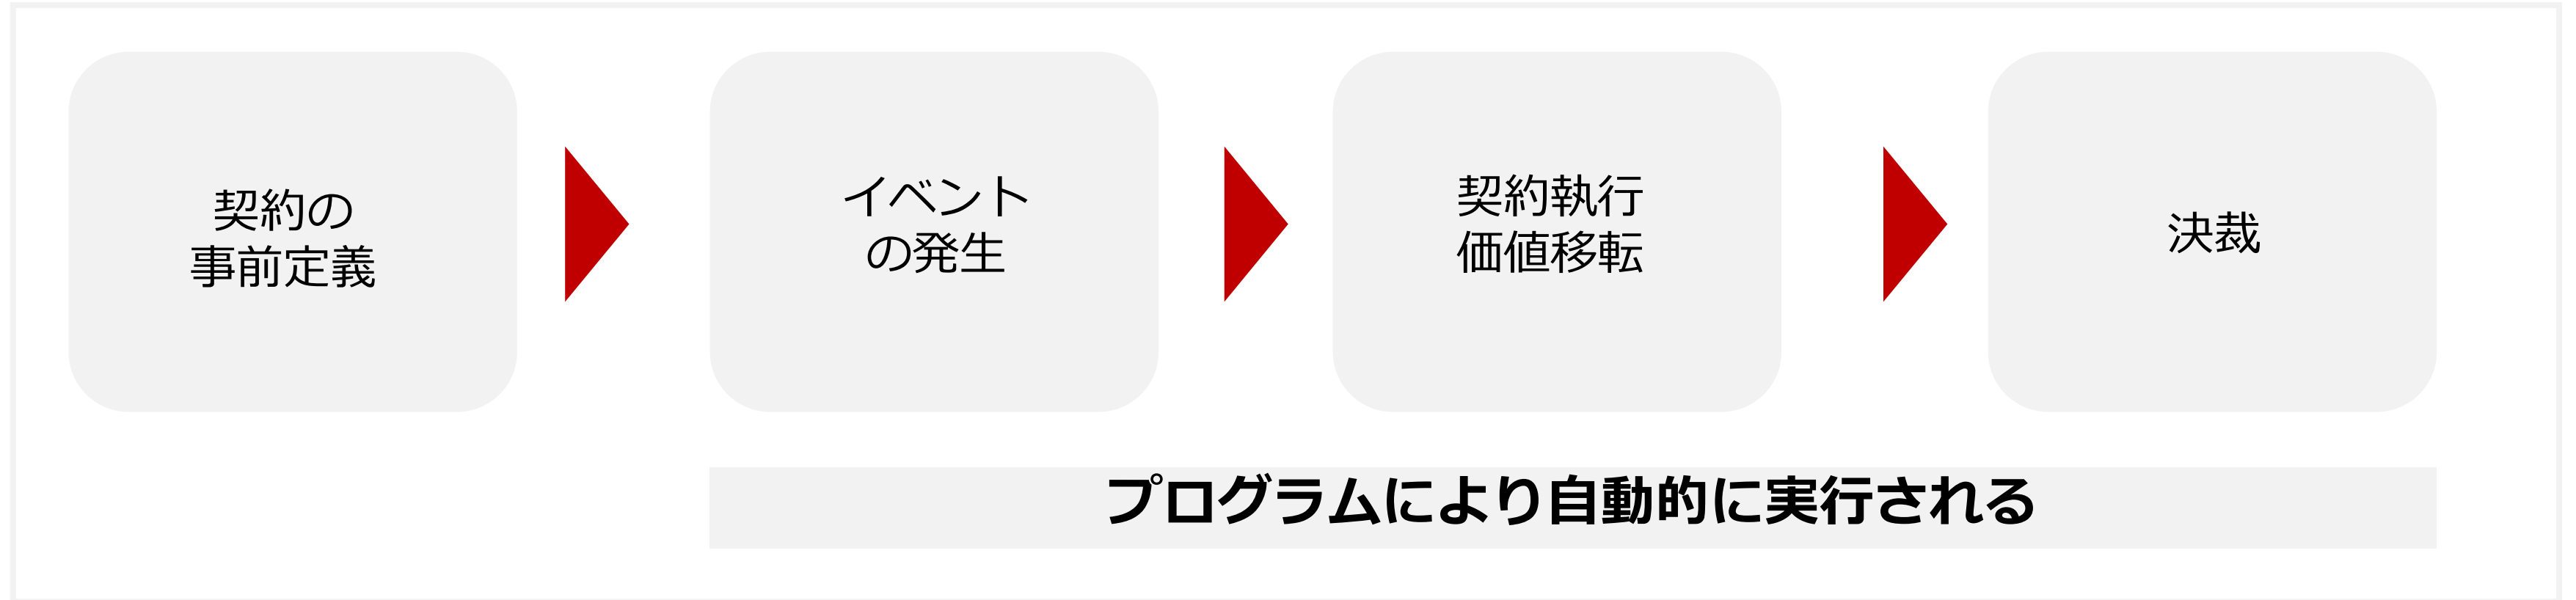 契約の
事前定義
イベント
の発生
契約執行
価値移転
決裁
プログラムにより自動的に実行される